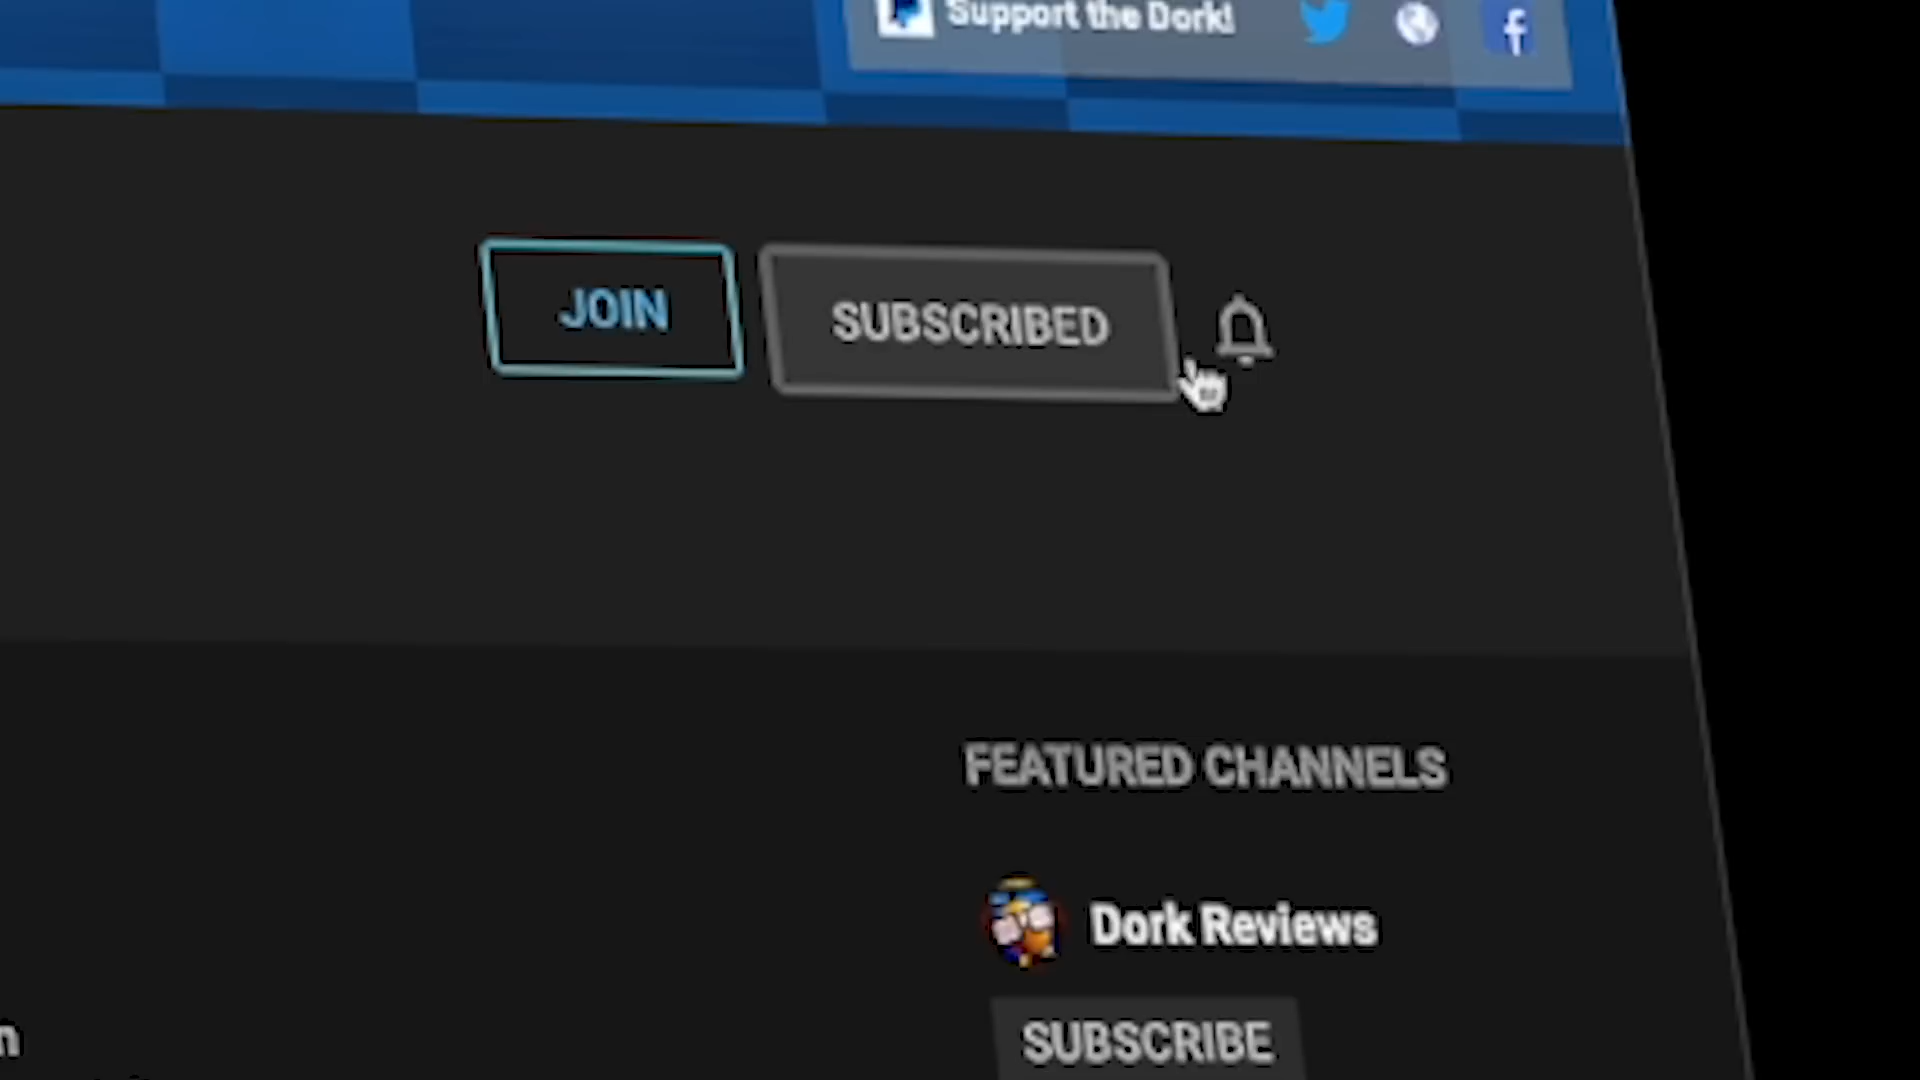 Support the Dork!
JOIN
SUBSCRIBED
FEATURED CHANNELS
Dork Reviews
SUBSCRIBE